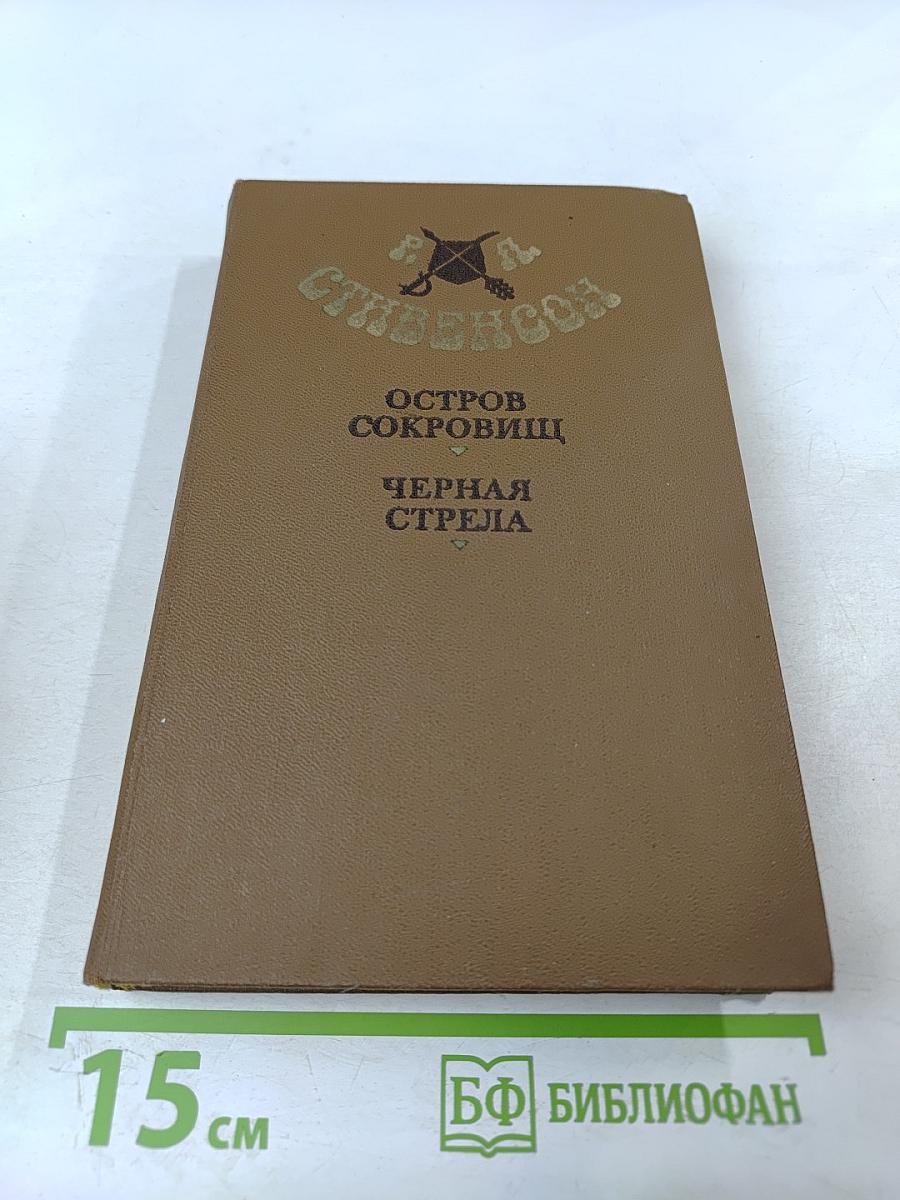 Р. Л.
СТИВЕНСОН
ОСТРОВ
СОКРОВИЩ
ЧЕРНАЯ
СТРЕЛА
15 см
БФ БИБЛИОФАН